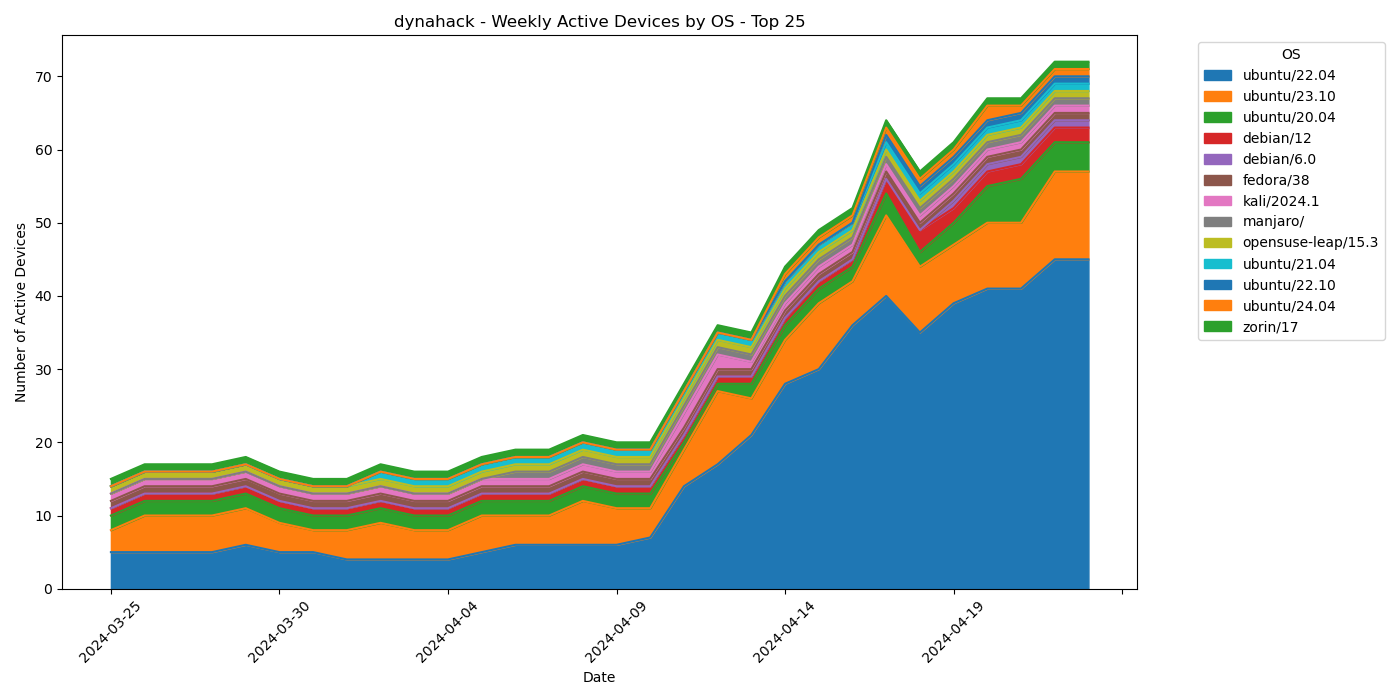 dynahack - Weekly Active Devices by OS - Top 25
Number of Active Devices
70
60
50
40
30
20
10
0
2024-03-25
2024-03-30
2024-04-04
2024-04-09
2024-04-14
2024-04-19
Date
OS
ubuntu/22.04
ubuntu/23.10
ubuntu/20.04
debian/12
debian/6.0
fedora/38
kali/2024.1
manjaro/
opensuse-leap/15.3
ubuntu/21.04
ubuntu/22.10
ubuntu/24.04
zorin/17